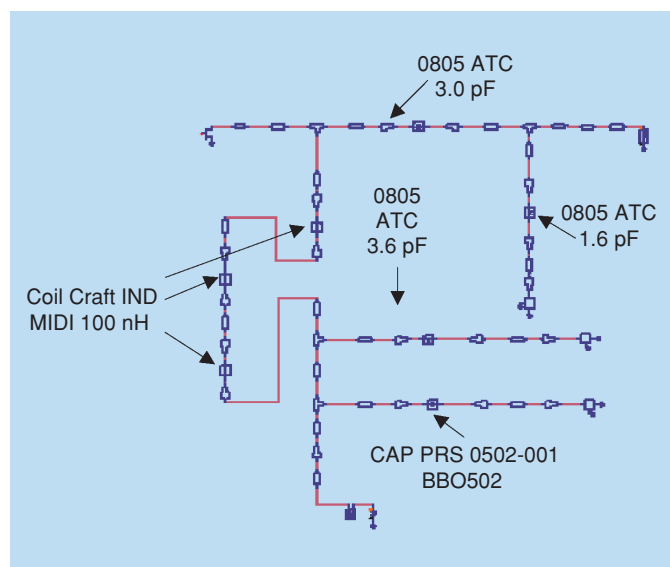 0805 ATC
3.0 pF
0805
ATC
3.6 pF
0805 ATC
1.6 pF
Coil Craft IND
MIDI 100 nH
CAP PRS 0502-001
BBO502